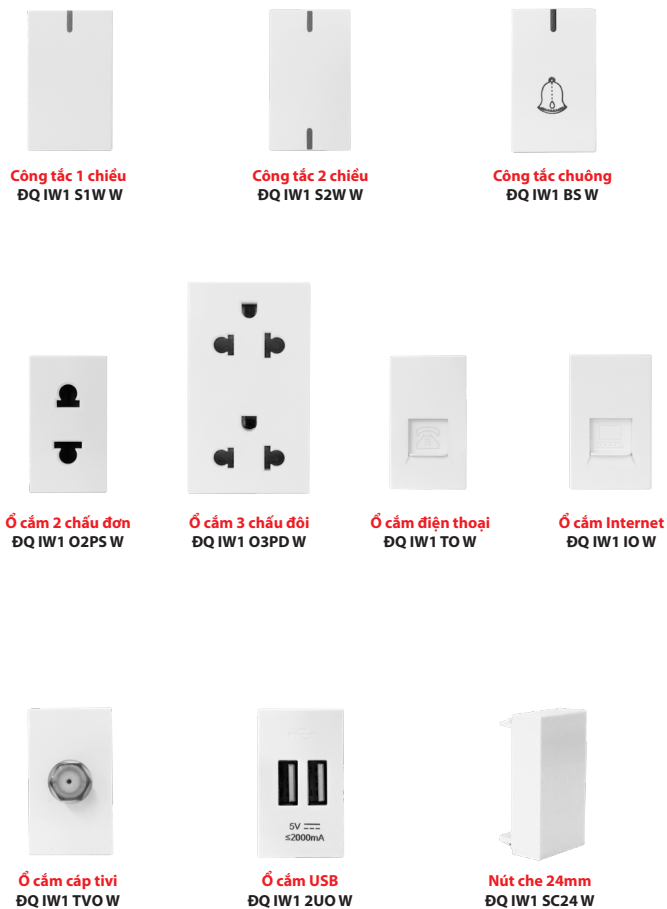 Công tắc 1 chiều
ĐQ IW1 S1W W
Công tắc 2 chiều
ĐQ IW1 S2W W
Công tắc chuông
ĐQ IW1 BS W
Ổ cắm 2 chấu đơn
ĐQ IW1 O2PS W
Ổ cắm 3 chấu đôi
ĐQ IW1 O3PD W
Ổ cắm điện thoại
ĐQ IW1 TO W
Ổ cắm Internet
ĐQ IW1 IO W
5V
≤2000mA
Ổ cắm cáp tivi
ĐQ IW1 TVO W
Ổ cắm USB
ĐQ IW1 2UO W
Nút che 24mm
ĐQ IW1 SC24 W